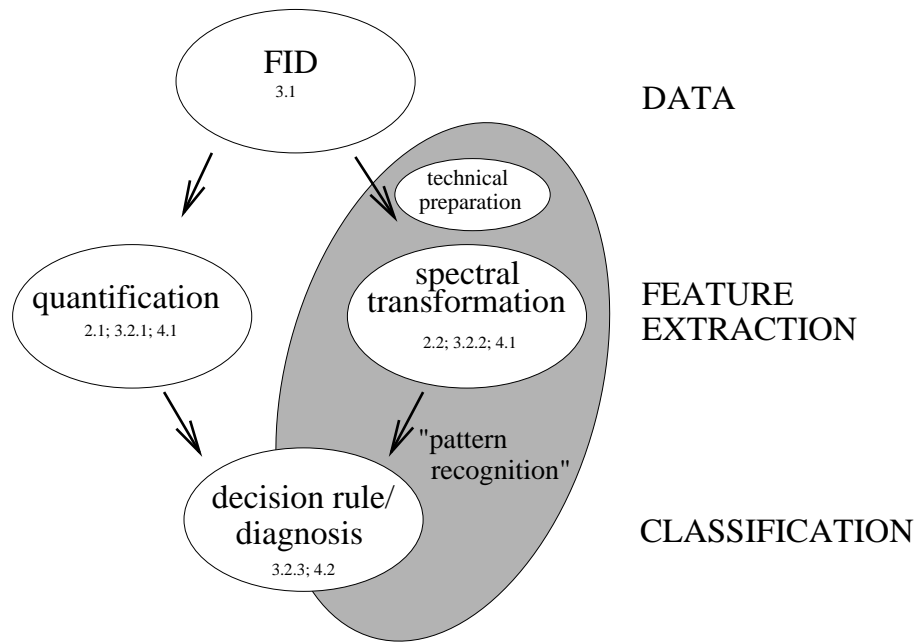 FID
3.1
DATA
technical
preparation
quantification
2.1; 3.2.1; 4.1
spectral
transformation
2.2; 3.2.2; 4.1
FEATURE
EXTRACTION
"pattern
recognition"
decision rule/
diagnosis
3.2.3; 4.2
CLASSIFICATION